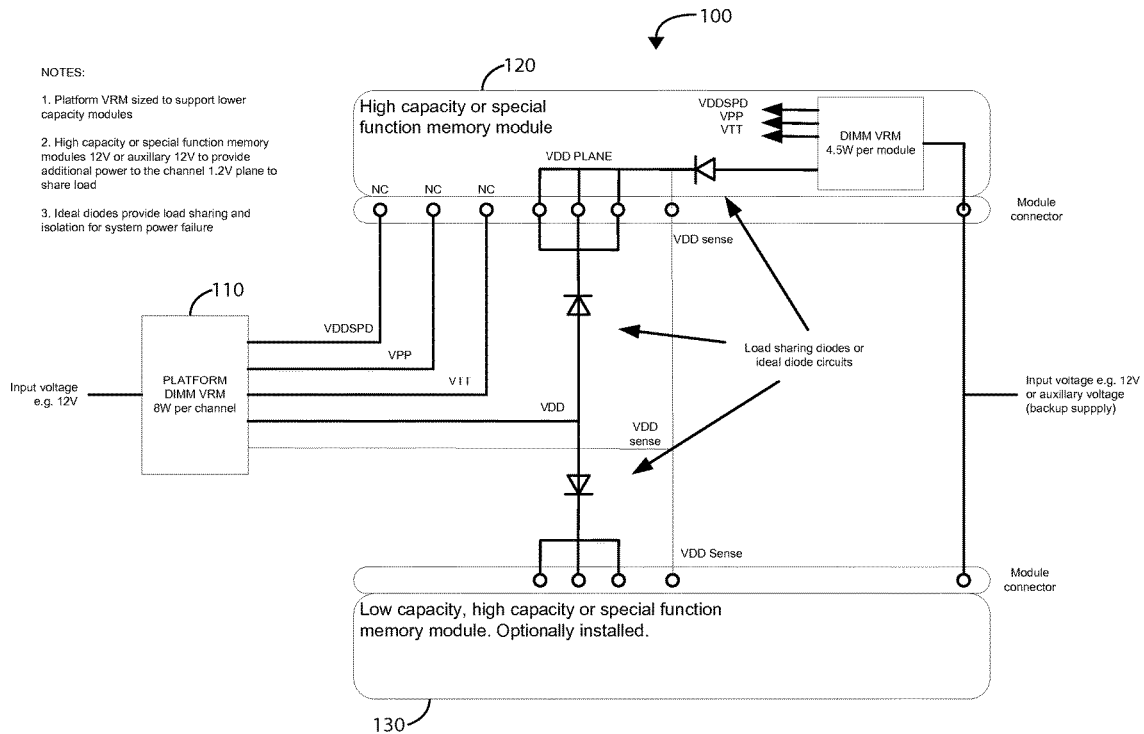 100
NOTES:
1. Platform VRM sized to support lower
capacity modules
2. High capacity or special function memory
modules 12V or auxillary 12V to provide
additional power to the channel 1.2V plane to
share load
3. Ideal diodes provide load sharing and
isolation for system power failure
120
High capacity or special
function memory module
VDDSPD
VPP
VTT
DIMM VRM
4.5W per module
VDD PLANE
NC
NC
NC
Module
connector
VDD sense
110
VDDSPD
VPP
VTT
VDD
VDD
sense
PLATFORM
DIMM VRM
8W per channel
Input voltage
e.g. 12V
Load sharing diodes or
ideal diode circuits
Input voltage e.g. 12V
or auxillary voltage
(backup suppply)
VDD Sense
Module
connector
Low capacity, high capacity or special function
memory module. Optionally installed.
130